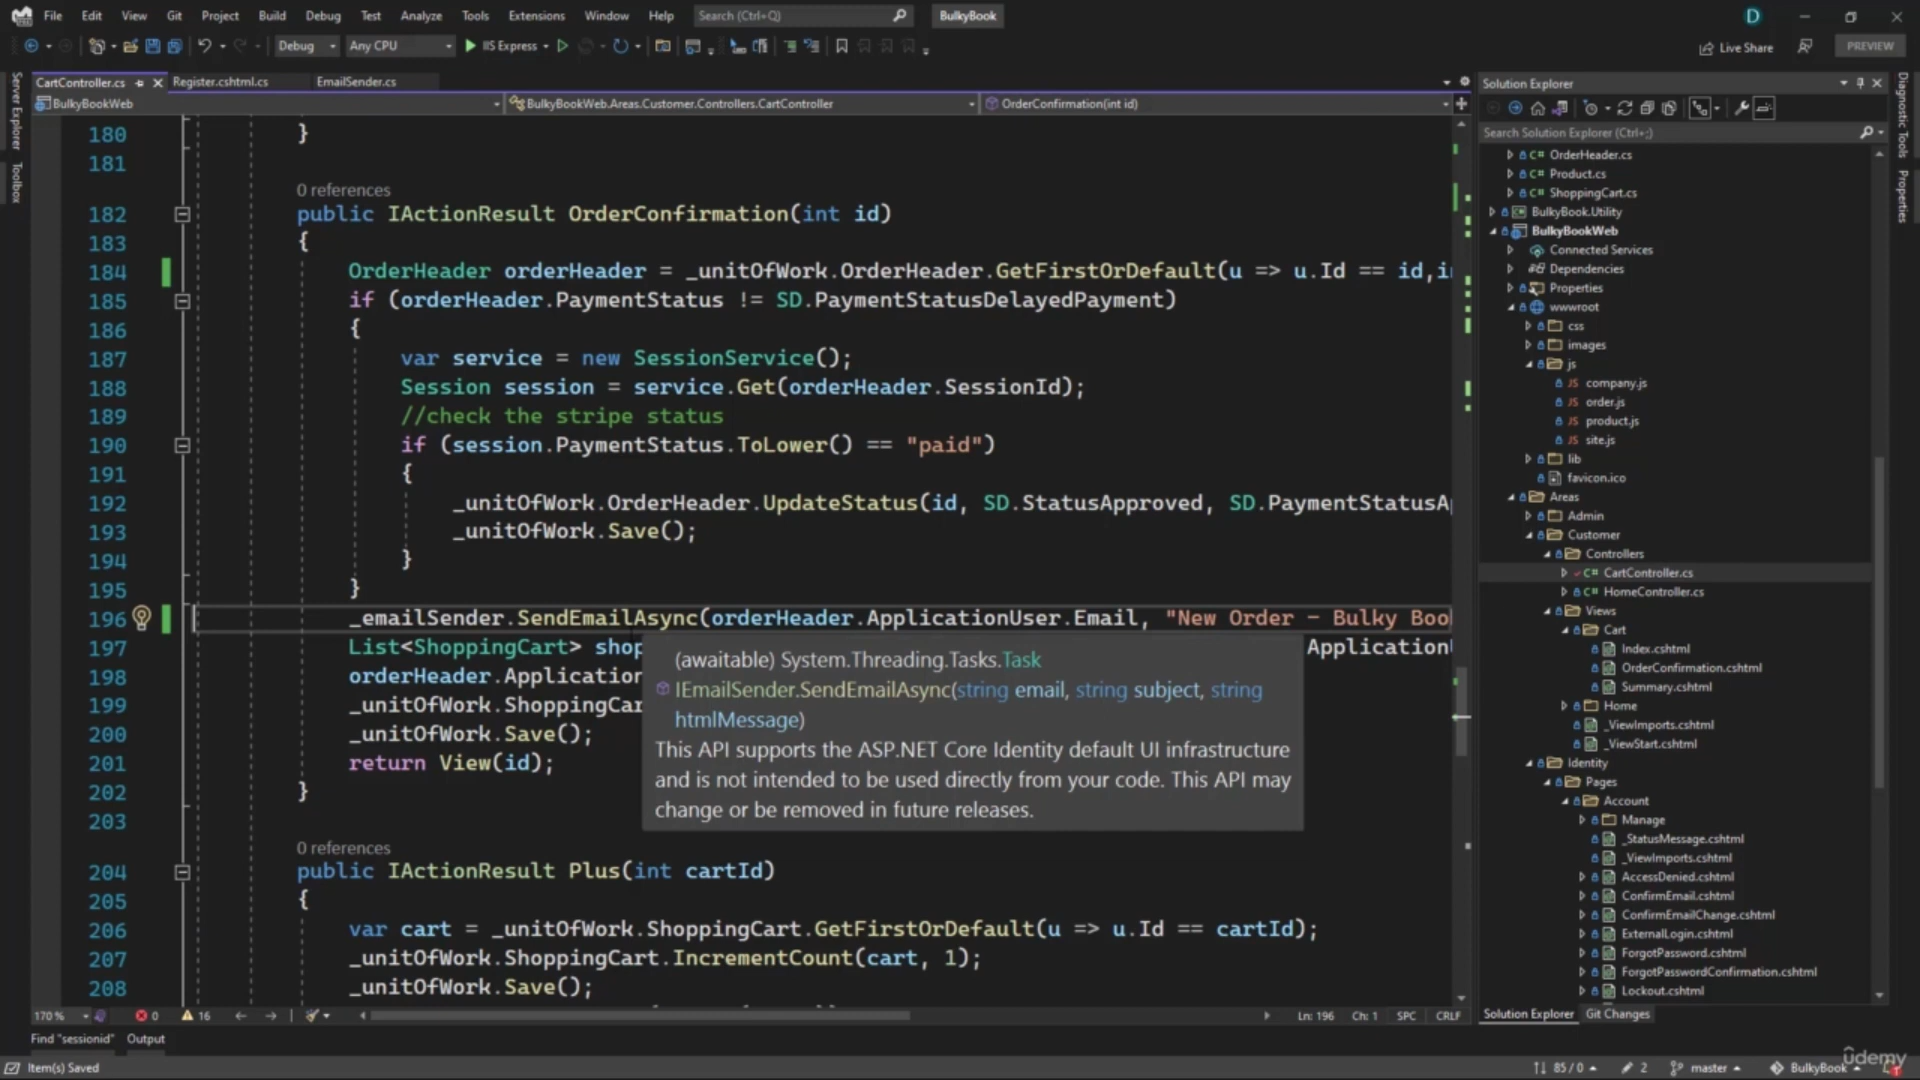 File Edit View Git Project Build Debug Test Analyze Tools Extensions Window Help Search (Ctrl+Q) BulkyBook D
Debug Any CPU IIS Express Live Share PREVIEW
CartController.cs Register.cshtml.cs EmailSender.cs
BulkyBookWeb BulkyBookWeb.Areas.Customer.Controllers.CartController OrderConfirmation(int id)
Server Explorer
Toolbox
180 }
181
0 references
182 public IActionResult OrderConfirmation(int id)
183 {
184 OrderHeader orderHeader = _unitOfWork.OrderHeader.GetFirstOrDefault(u => u.Id == id,i
185 if (orderHeader.PaymentStatus != SD.PaymentStatusDelayedPayment)
186 {
187 var service = new SessionService();
188 Session session = service.Get(orderHeader.SessionId);
189 //check the stripe status
190 if (session.PaymentStatus.ToLower() == "paid")
191 {
192 _unitOfWork.OrderHeader.UpdateStatus(id, SD.StatusApproved, SD.PaymentStatusA
193 _unitOfWork.Save();
194 }
195 }
196 _emailSender.SendEmailAsync(orderHeader.ApplicationUser.Email, "New Order - Bulky Boo
197 List<ShoppingCart> shop Application
198 orderHeader.Application
199 _unitOfWork.ShoppingCar
200 _unitOfWork.Save();
201 return View(id);
202 }
203
(awaitable) System.Threading.Tasks.Task
IEmailSender.SendEmailAsync(string email, string subject, string
htmlMessage)
This API supports the ASP.NET Core Identity default UI infrastructure
and is not intended to be used directly from your code. This API may
change or be removed in future releases.
0 references
204 public IActionResult Plus(int cartId)
205 {
206 var cart = _unitOfWork.ShoppingCart.GetFirstOrDefault(u => u.Id == cartId);
207 _unitOfWork.ShoppingCart.IncrementCount(cart, 1);
208 _unitOfWork.Save();
170 % 0 16 Ln: 196 Ch: 1 SPC CRLF
Find "sessionid" Output
Item(s) Saved 85 / 0 2 master BulkyBook
Solution Explorer
Search Solution Explorer (Ctrl+;)
C# OrderHeader.cs
C# Product.cs
C# ShoppingCart.cs
BulkyBook.Utility
BulkyBookWeb
Connected Services
Dependencies
Properties
wwwroot
css
images
js
JS company.js
JS order.js
JS product.js
JS site.js
lib
favicon.ico
Areas
Admin
Customer
Controllers
C# CartController.cs
C# HomeController.cs
Views
Cart
Index.cshtml
OrderConfirmation.cshtml
Summary.cshtml
Home
_ViewImports.cshtml
_ViewStart.cshtml
Identity
Pages
Account
Manage
_StatusMessage.cshtml
_ViewImports.cshtml
AccessDenied.cshtml
ConfirmEmail.cshtml
ConfirmEmailChange.cshtml
ExternalLogin.cshtml
ForgotPassword.cshtml
ForgotPasswordConfirmation.cshtml
Lockout.cshtml
Solution Explorer Git Changes
Diagnostic Tools
Properties
udemy